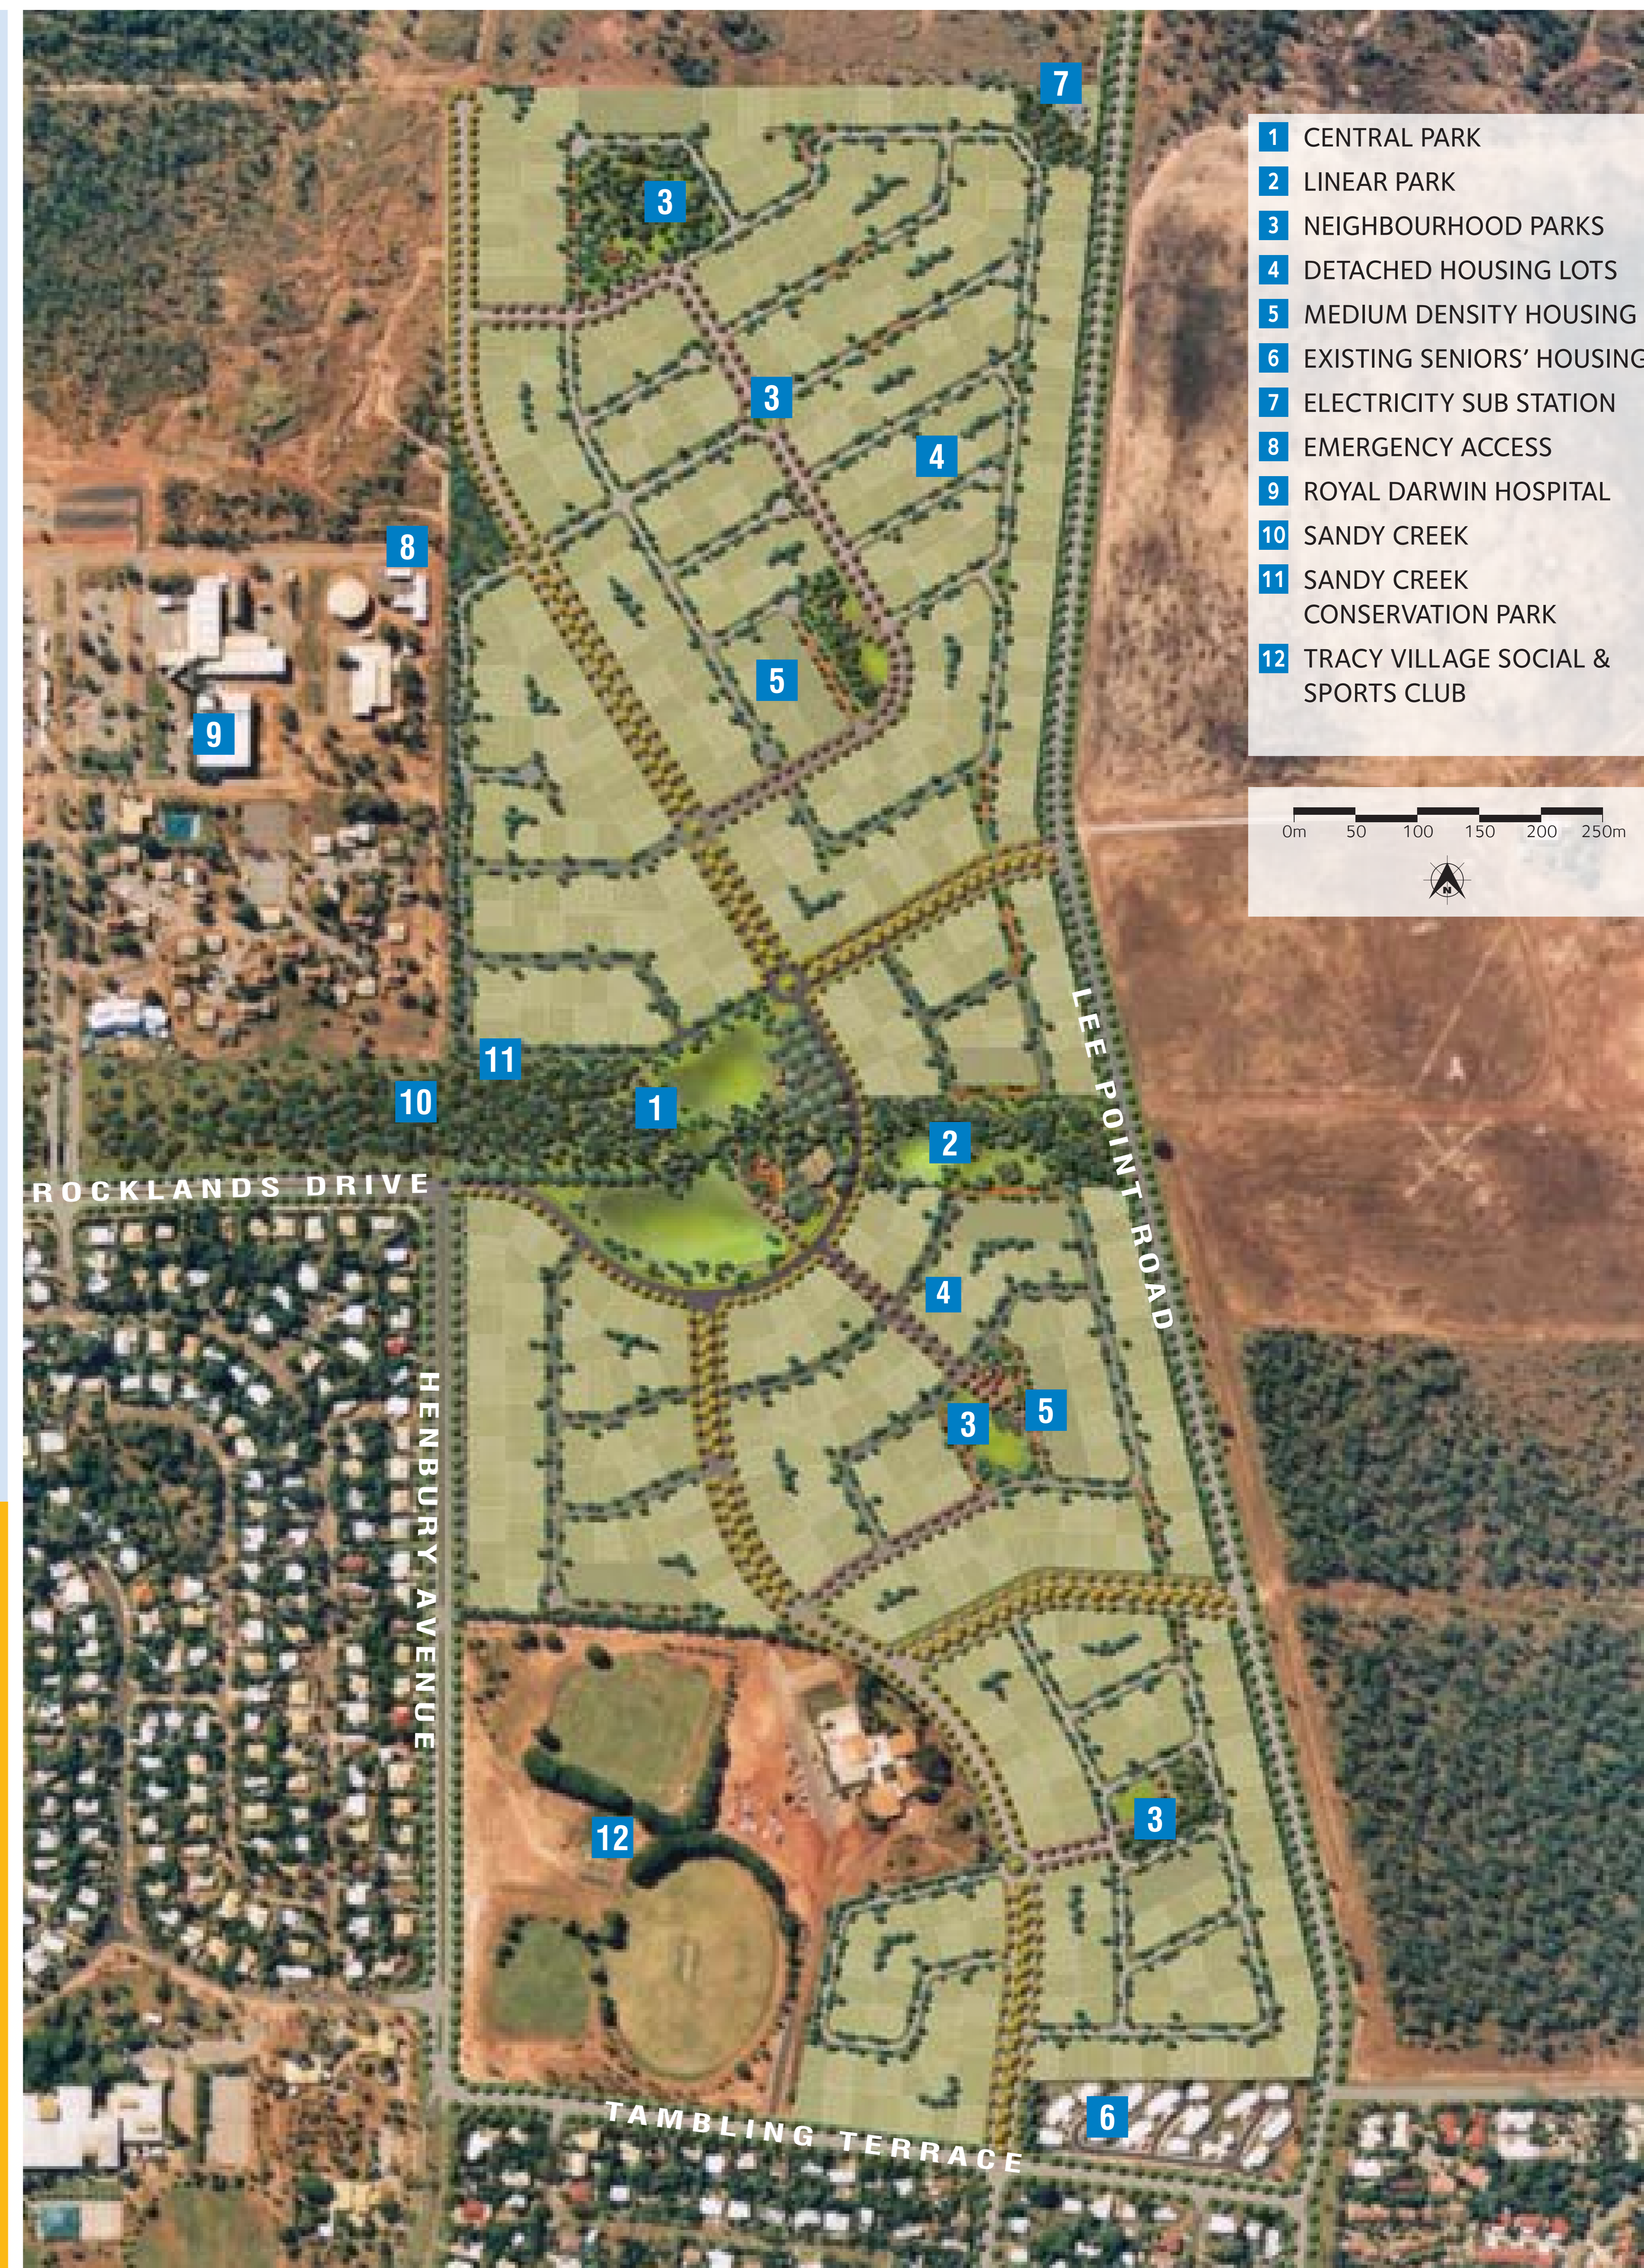 7
1 CENTRAL PARK
2 LINEAR PARK
3 NEIGHBOURHOOD PARKS
4 DETACHED HOUSING LOTS
5 MEDIUM DENSITY HOUSING
6 EXISTING SENIORS' HOUSING
7 ELECTRICITY SUB STATION
8 EMERGENCY ACCESS
9 ROYAL DARWIN HOSPITAL
10 SANDY CREEK
11 SANDY CREEK
CONSERVATION PARK
12 TRACY VILLAGE SOCIAL &
SPORTS CLUB
0m 50 100 150 200 250m
N
3
3
4
8
5
9
11
10
1
2
ROCKLANDS DRIVE
LEE POINT ROAD
4
5
3
HENBURY AVENUE
3
12
6
TAMBLING TERRACE